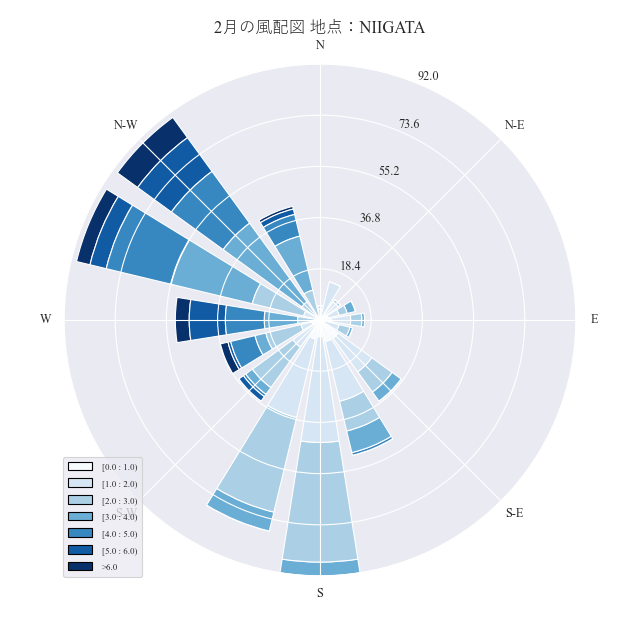 2月の風配図 地点：NIIGATA
N
92.0
N-W
N-E
73.6
55.2
36.8
18.4
W
E
[0.0 : 1.0)
[1.0 : 2.0)
[2.0 : 3.0)
[3.0 : 4.0)
[4.0 : 5.0)
[5.0 : 6.0)
>6.0
S-W
S-E
S